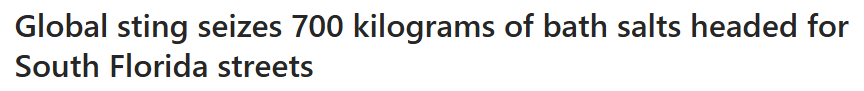 Global sting seizes 700 kilograms of bath salts headed for
South Florida streets